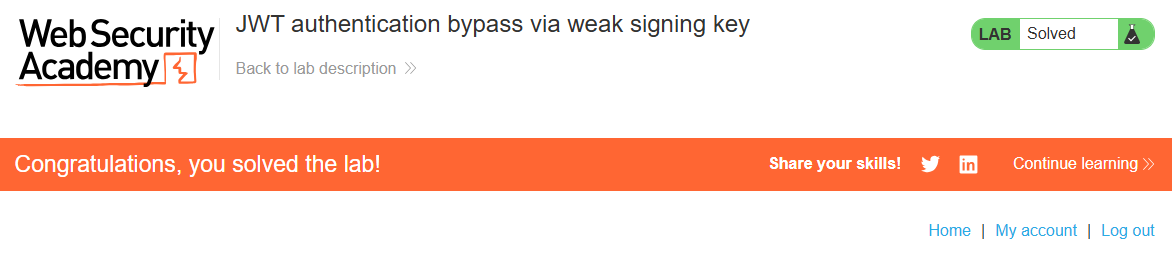 Web Security
Academy
JWT authentication bypass via weak signing key
Back to lab description
LAB Solved
Congratulations, you solved the lab!
Share your skills! Continue learning
Home | My account | Log out